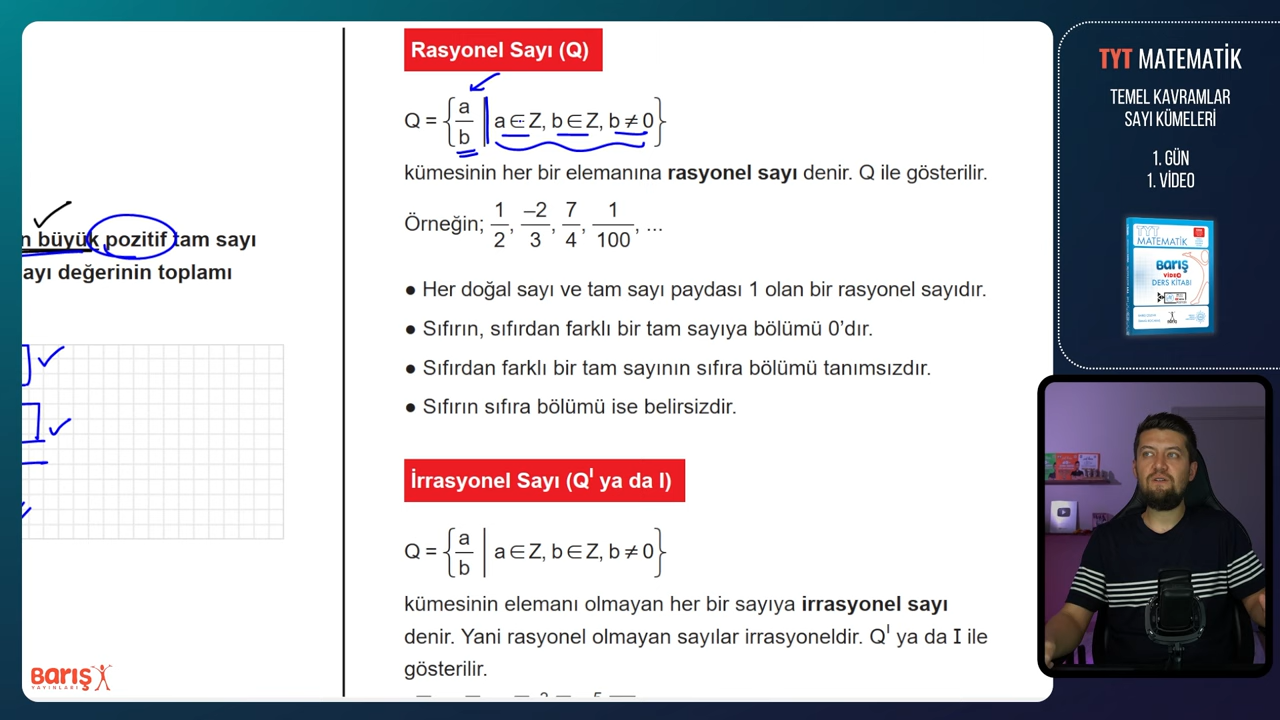 Rasyonel Sayı (Q)
Q = { a/b | a ∈ Z, b ∈ Z, b ≠ 0 }
kümesinin her bir elemanına rasyonel sayı denir. Q ile gösterilir.
Örneğin; 1/2, –2/3, 7/4, 1/100, ...
● Her doğal sayı ve tam sayı paydası 1 olan bir rasyonel sayıdır.
● Sıfırın, sıfırdan farklı bir tam sayıya bölümü 0’dır.
● Sıfırdan farklı bir tam sayının sıfıra bölümü tanımsızdır.
● Sıfırın sıfıra bölümü ise belirsizdir.
İrrasyonel Sayı (Qᴵ ya da I)
Q = { a/b | a ∈ Z, b ∈ Z, b ≠ 0 }
kümesinin elemanı olmayan her bir sayıya irrasyonel sayı
denir. Yani rasyonel olmayan sayılar irrasyoneldir. Qᴵ ya da I ile
gösterilir.
n büyük pozitif tam sayı
ayı değerinin toplamı
BARIŞ
YAYINLARI
TYT MATEMATİK
TEMEL KAVRAMLAR
SAYI KÜMELERİ
1. GÜN
1. VİDEO
TYT
MATEMATİK
BARIŞ
VİDEO
DERS KİTABI